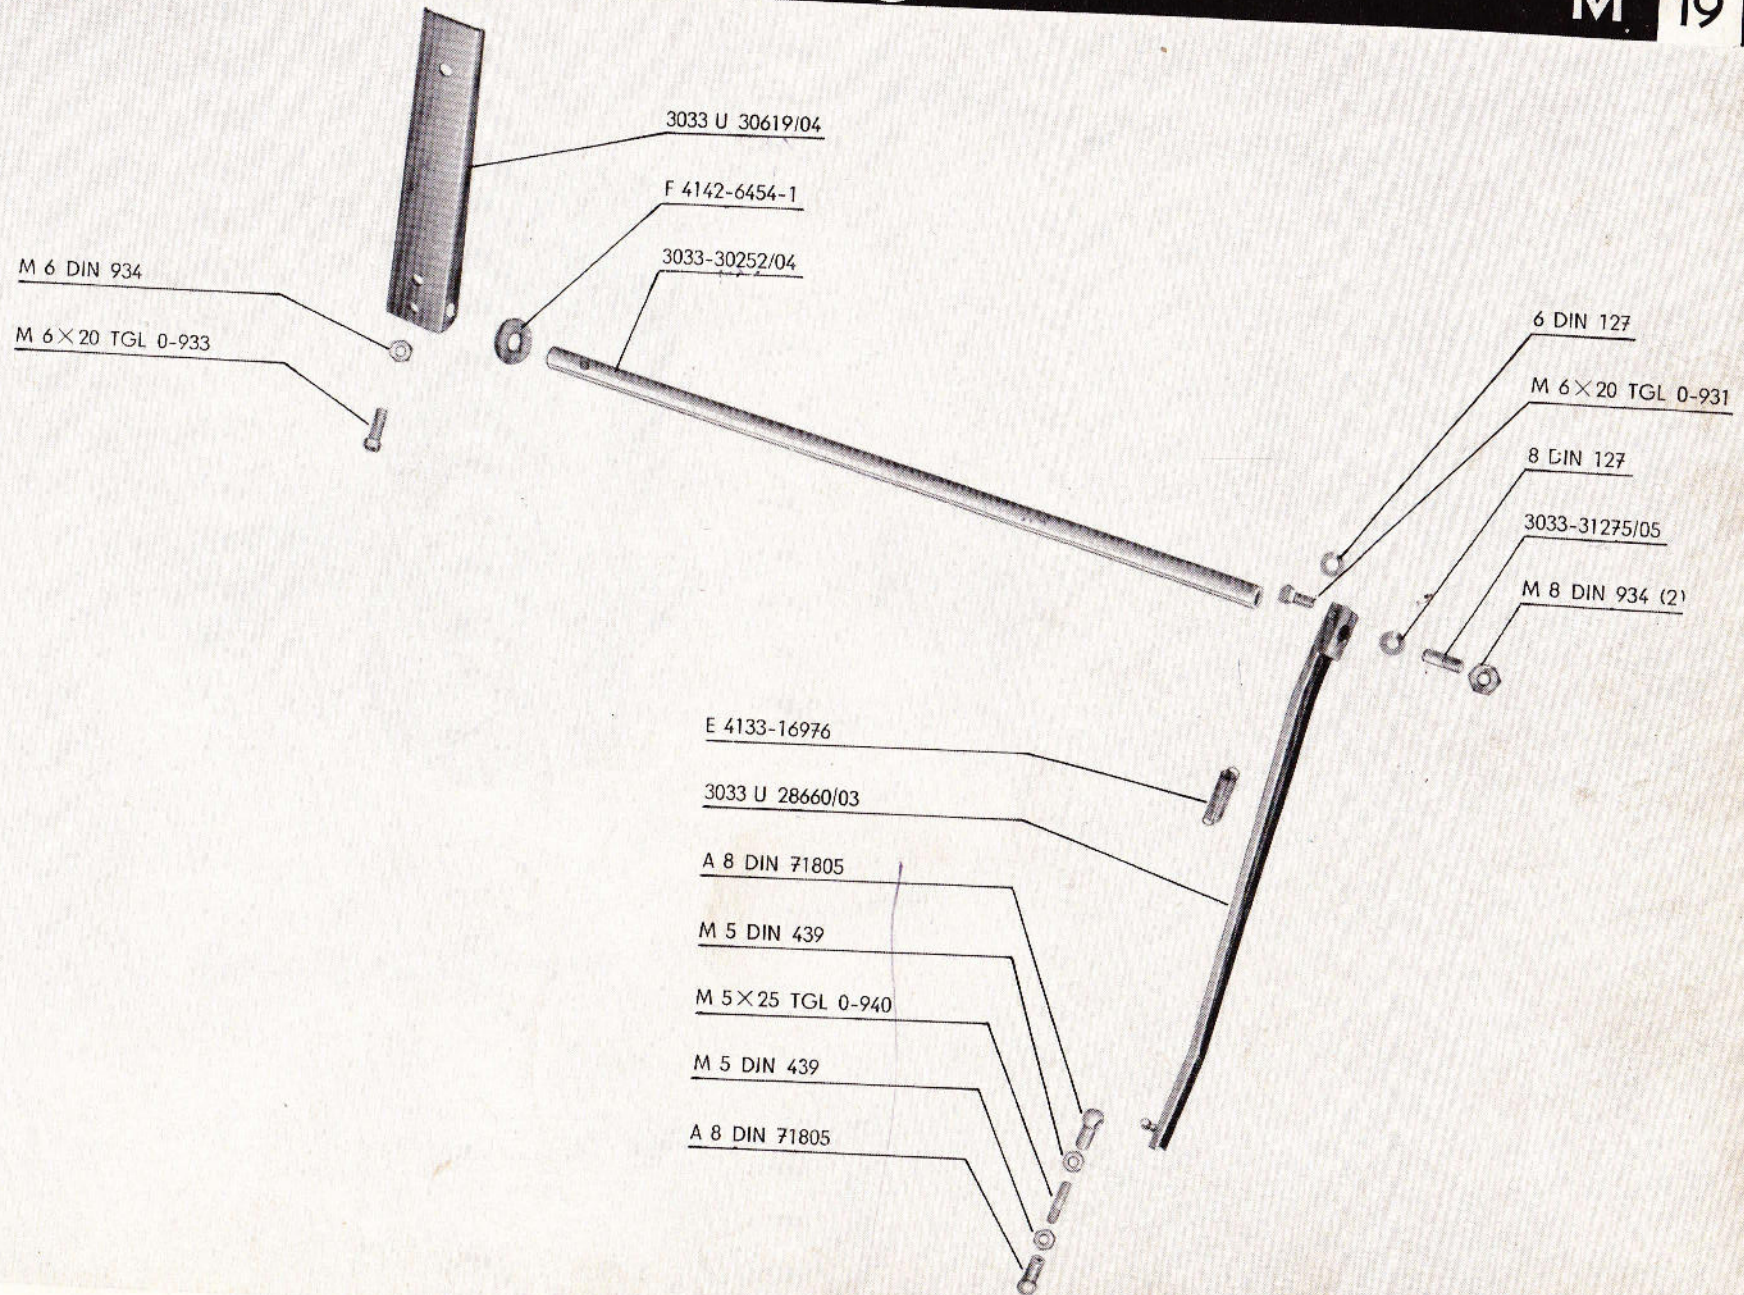 M 19
3033 U 30619/04
F 4142-6454-1
3033-30252/04
M 6 DIN 934
M 6×20 TGL 0-933
6 DIN 127
M 6×20 TGL 0-931
8 DIN 127
3033-31275/05
M 8 DIN 934 (2)
E 4133-16976
3033 U 28660/03
A 8 DIN 71805
M 5 DIN 439
M 5×25 TGL 0-940
M 5 DIN 439
A 8 DIN 71805